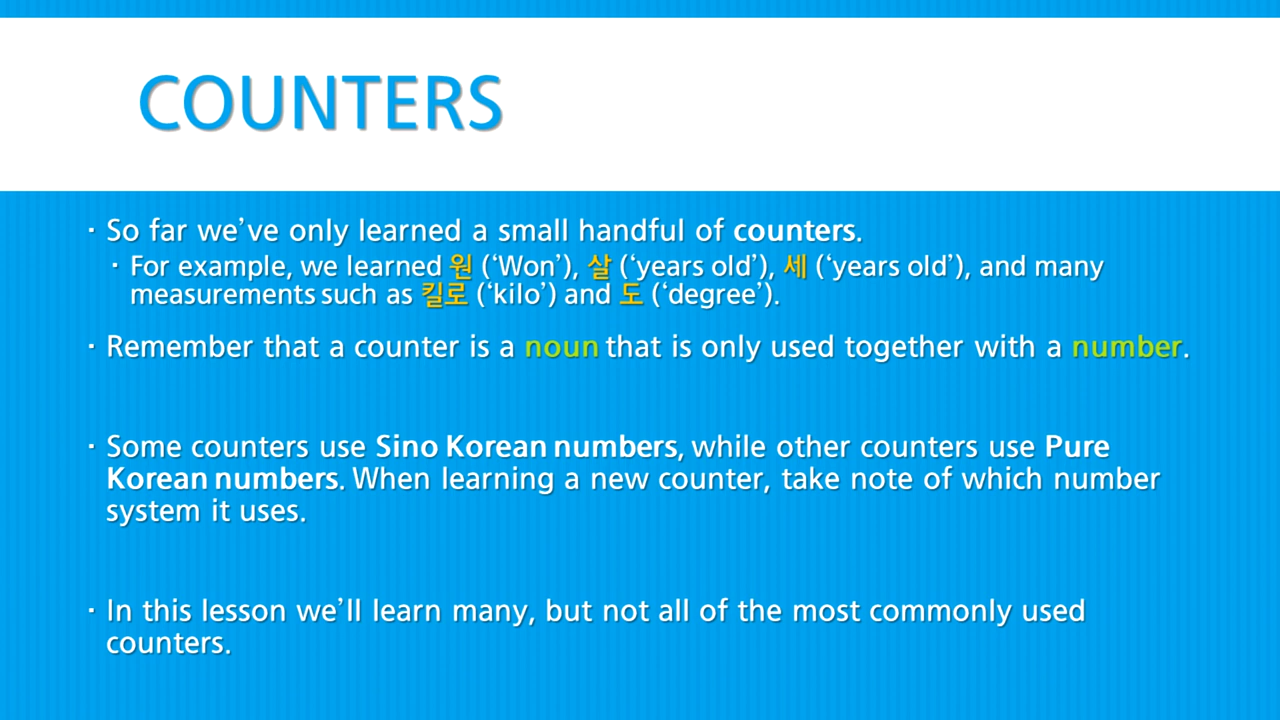 COUNTERS
· So far we’ve only learned a small handful of counters.
· For example, we learned 원 (‘Won’), 살 (‘years old’), 세 (‘years old’), and many
measurements such as 킬로 (‘kilo’) and 도 (‘degree’).
· Remember that a counter is a noun that is only used together with a number.
· Some counters use Sino Korean numbers, while other counters use Pure
Korean numbers. When learning a new counter, take note of which number
system it uses.
· In this lesson we’ll learn many, but not all of the most commonly used
counters.